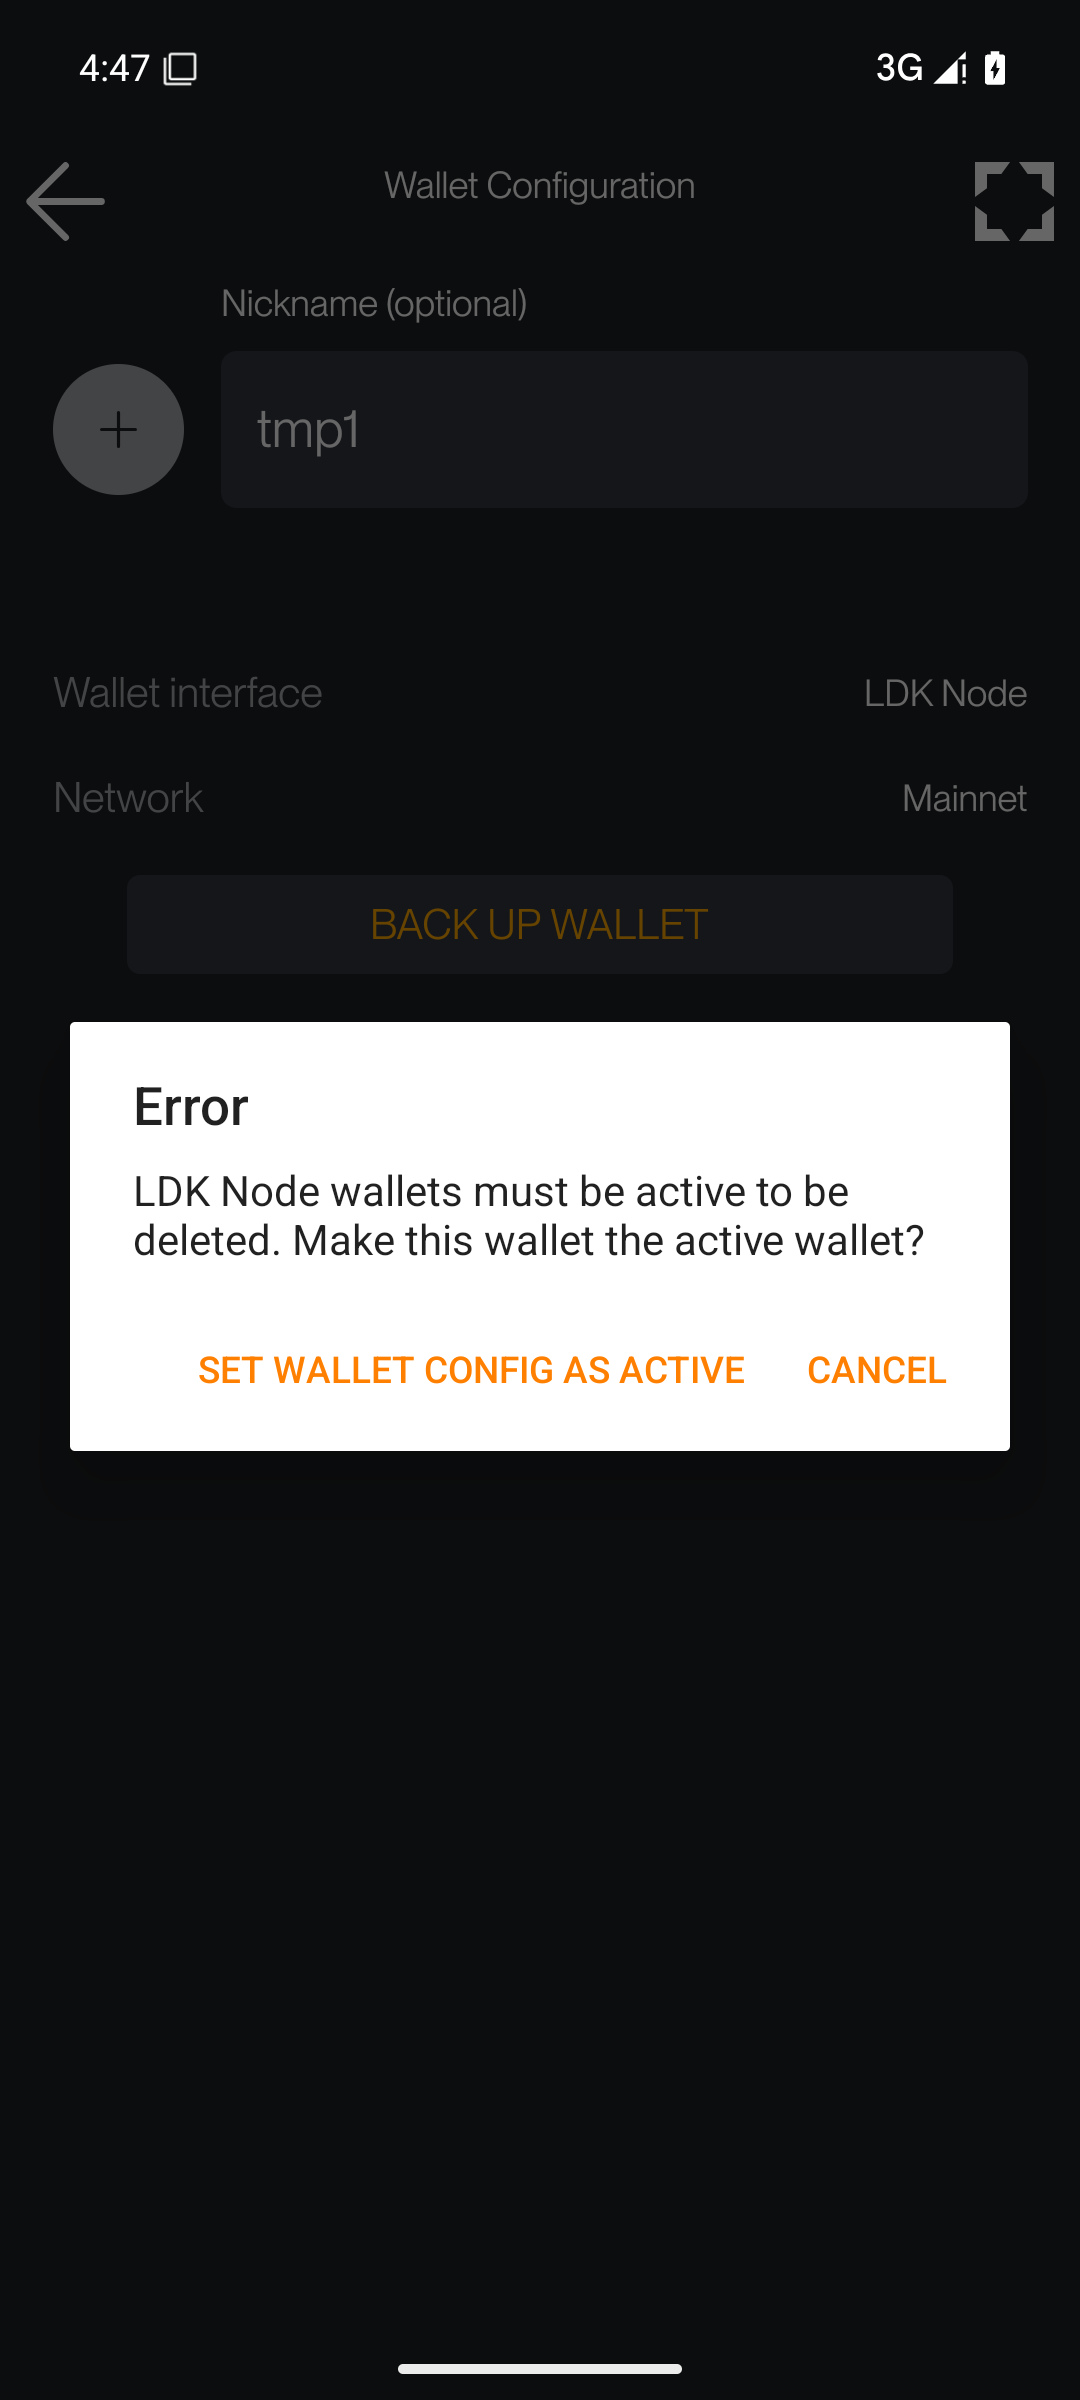 4:47
3G
Wallet Configuration
Nickname (optional)
tmp1
Wallet interface
LDK Node
Network
Mainnet
BACK UP WALLET
Error
LDK Node wallets must be active to be
deleted. Make this wallet the active wallet?
SET WALLET CONFIG AS ACTIVE
CANCEL